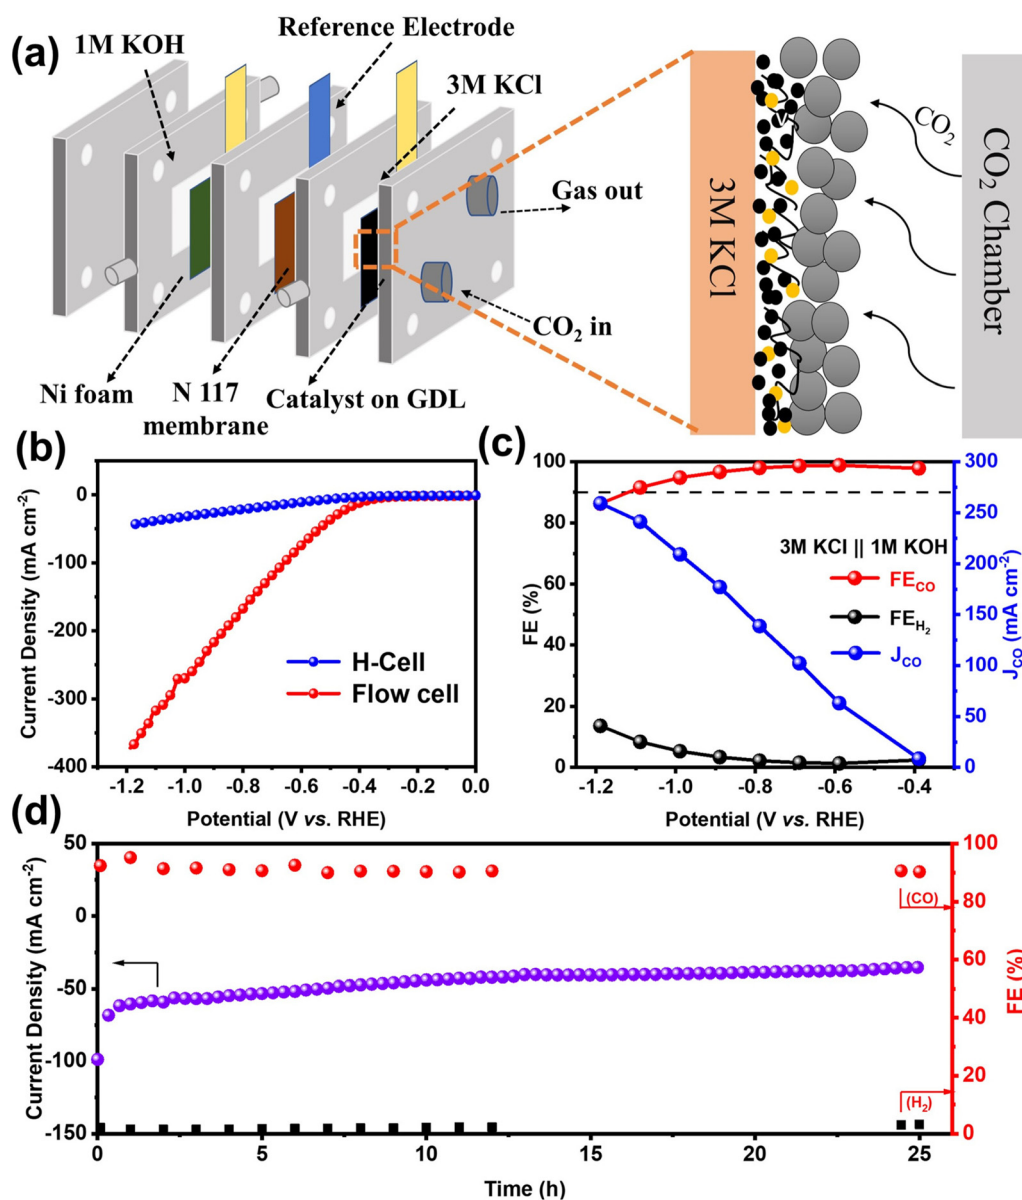 (a)
1M KOH
Reference Electrode
3M KCl
Gas out
CO2 in
Ni foam
N 117
membrane
Catalyst on GDL
3M KCl
CO2
CO2 Chamber
(b)
Current Density (mA cm-2)
0
-100
-200
-300
-400
H-Cell
Flow cell
-1.2 -1.0 -0.8 -0.6 -0.4 -0.2 0.0
Potential (V vs. RHE)
(c)
FE (%)
100
80
60
40
20
0
3M KCl || 1M KOH
FECO
FEH2
JCO
300
250
200
150
100
50
0
JCO (mA cm-2)
-1.2 -1.0 -0.8 -0.6 -0.4
Potential (V vs. RHE)
(d)
Current Density (mA cm-2)
50
0
-50
-100
-150
(CO)
(H2)
100
80
60
40
20
0
FE (%)
0 5 10 15 20 25
Time (h)